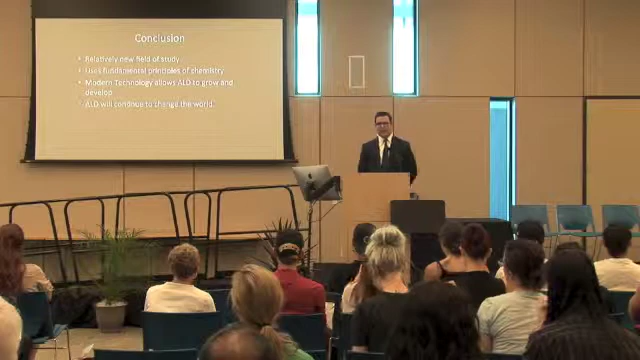 Conclusion
• Relatively new field of study
• Uses fundamental principles of chemistry
• Modern Technology allows ALD to grow and
develop
• ALD will continue to change the world.